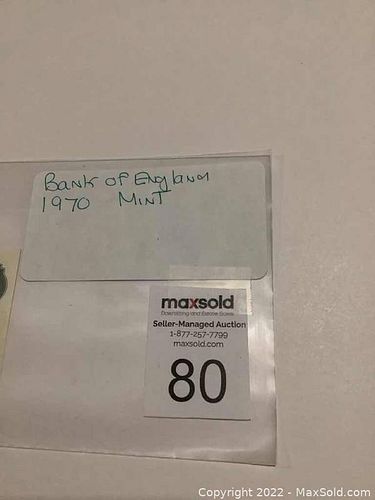 Bank of England
1970 Mint
maxsold
Downsizing and Estate Sales
Seller-Managed Auction
1-877-257-7799
maxsold.com
80
Copyright 2022 - MaxSold.com